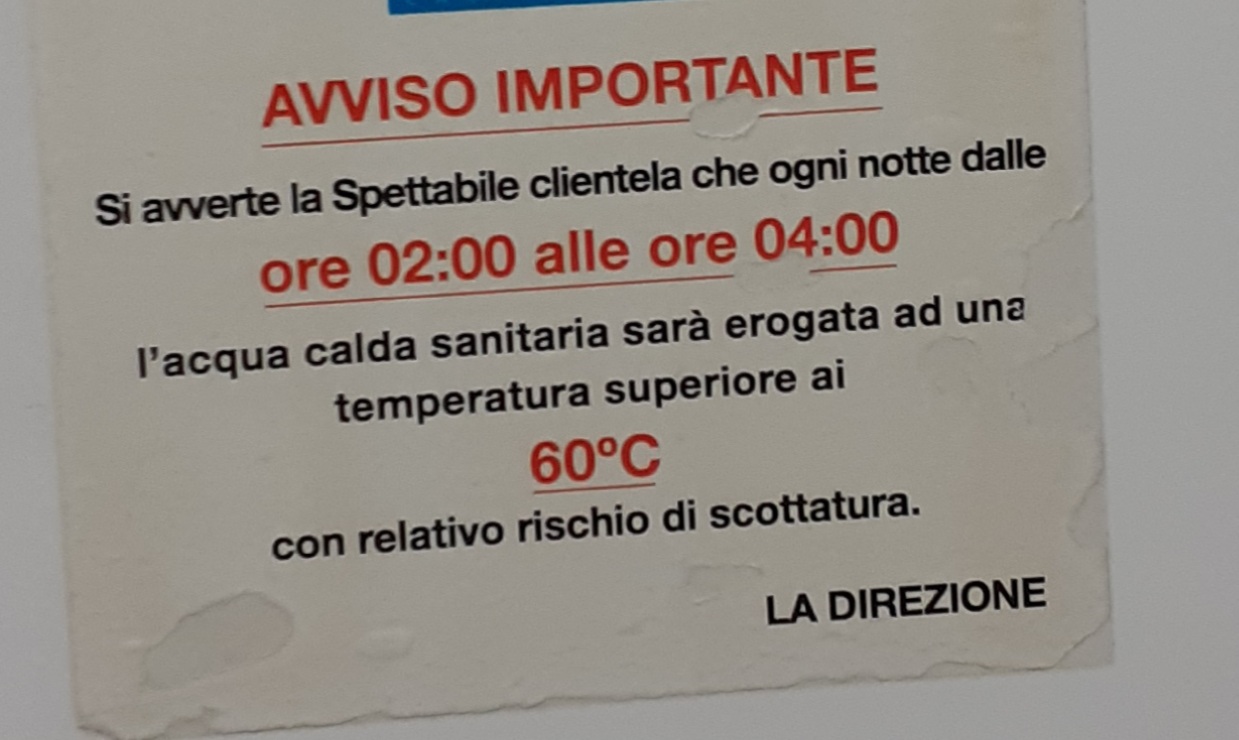 AVVISO IMPORTANTE
Si avverte la Spettabile clientela che ogni notte dalle
ore 02:00 alle ore 04:00
l'acqua calda sanitaria sarà erogata ad una
temperatura superiore ai
60°C
con relativo rischio di scottatura.
LA DIREZIONE